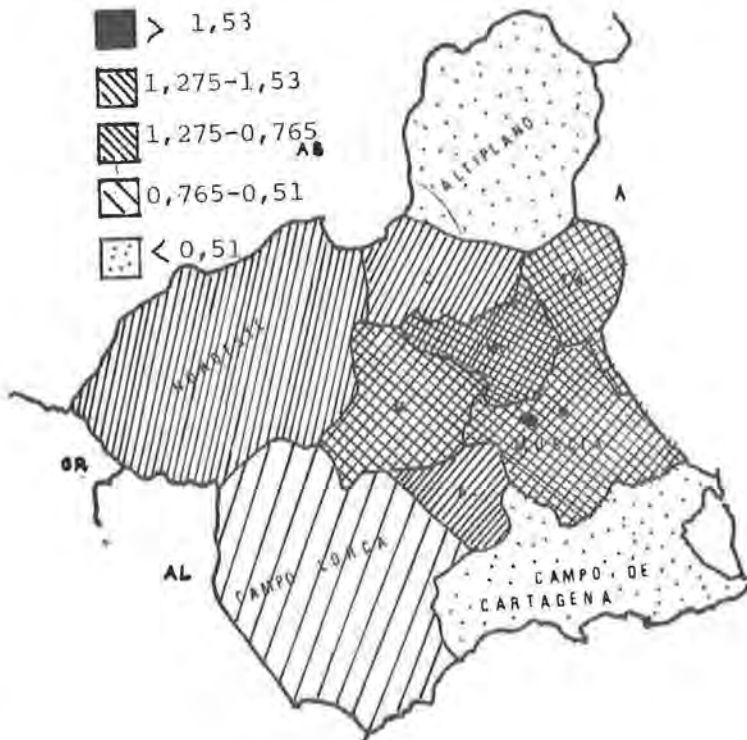 > 1,53
1,275-1,53
1,275-0,765
AB
0,765-0,51
< 0,51
ALTIPLANO
A
C
NOROESTE
MURCIA
GR
AL
CAMPO LORCA
CAMPO DE
CARTAGENA